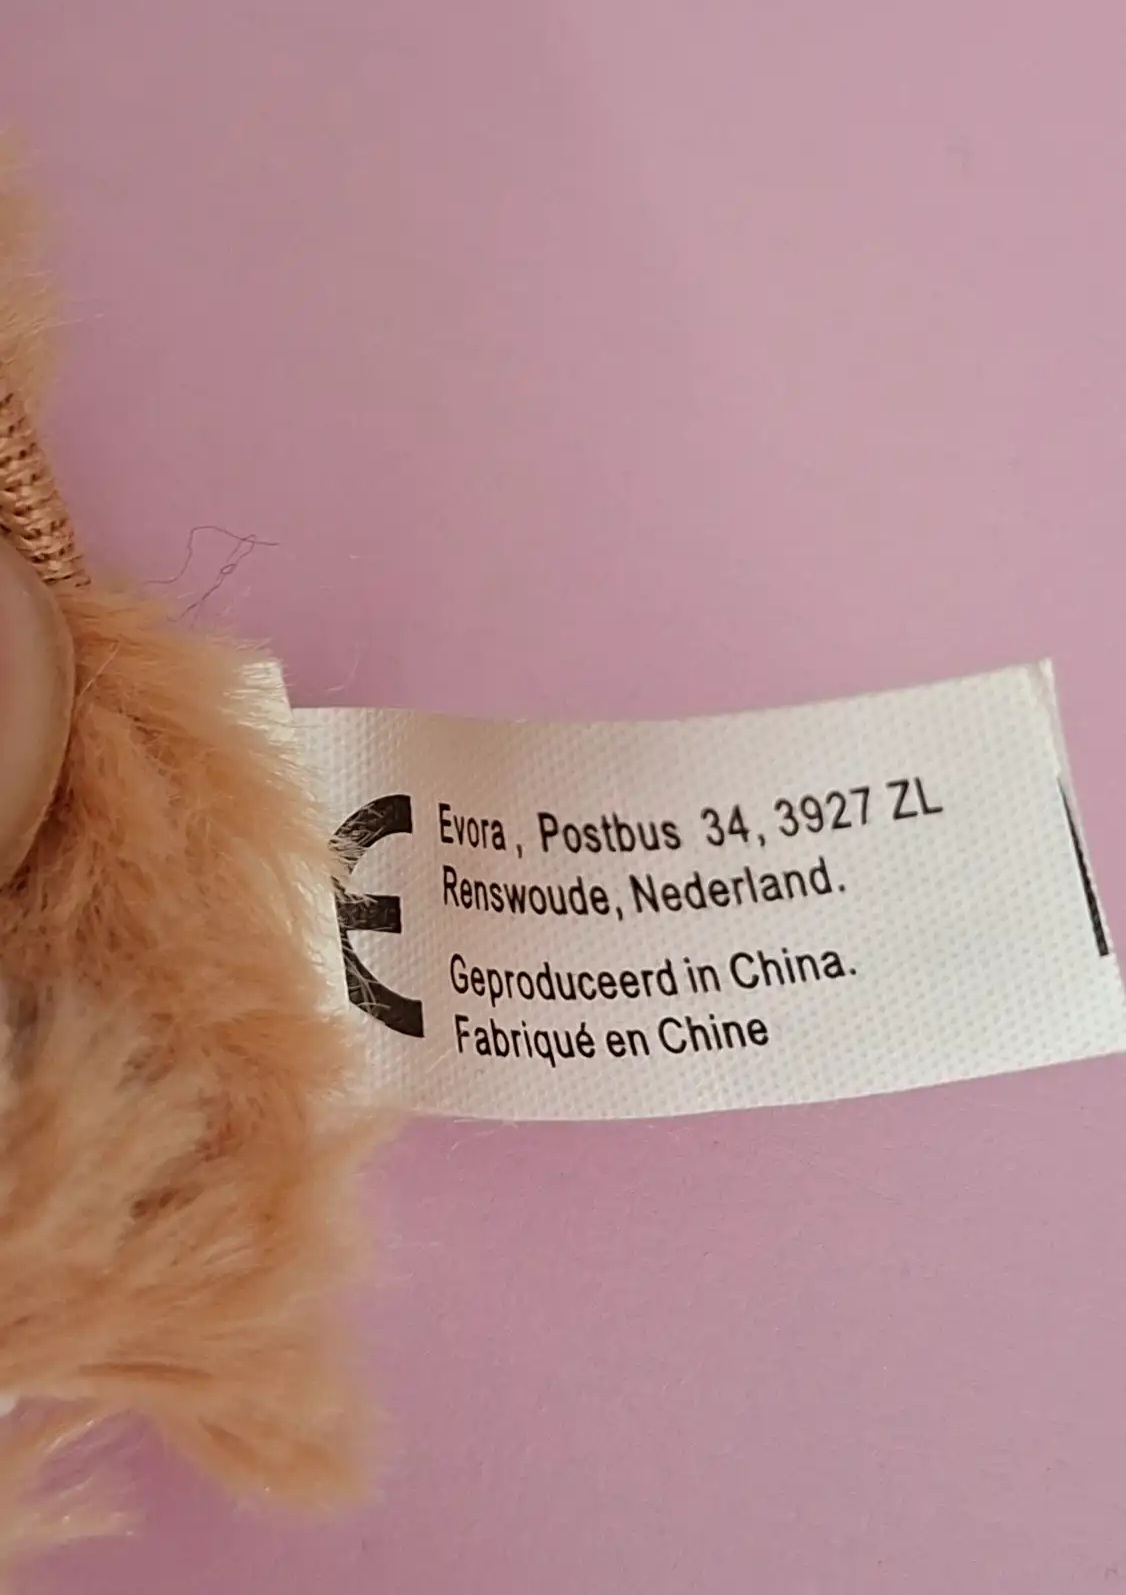 Evora, Postbus 34, 3927 ZL
Renswoude, Nederland.
Geproduceerd in China.
Fabriqué en Chine